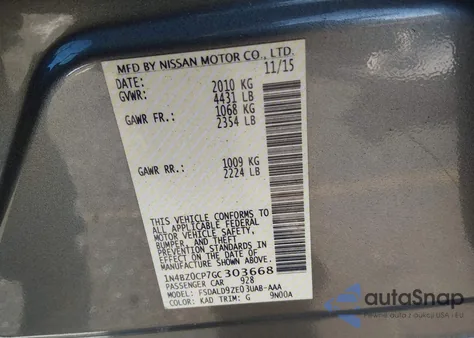 MFD BY NISSAN MOTOR CO., LTD.
DATE: 11/15
GVWR: 2010 KG
4431 LB
GAWR FR.: 1068 KG
2354 LB
GAWR RR.: 1009 KG
2224 LB
THIS VEHICLE CONFORMS TO
ALL APPLICABLE FEDERAL
MOTOR VEHICLE SAFETY,
BUMPER, AND THEFT
PREVENTION STANDARDS IN
EFFECT ON THE DATE OF
MANUFACTURE SHOWN ABOVE.
1N4BZ0CP7GC303668
PASSENGER CAR 928
MODEL: FSDALD9ZE03UAB-AAA
COLOR: KAD TRIM: G 9N00A
autoSnap